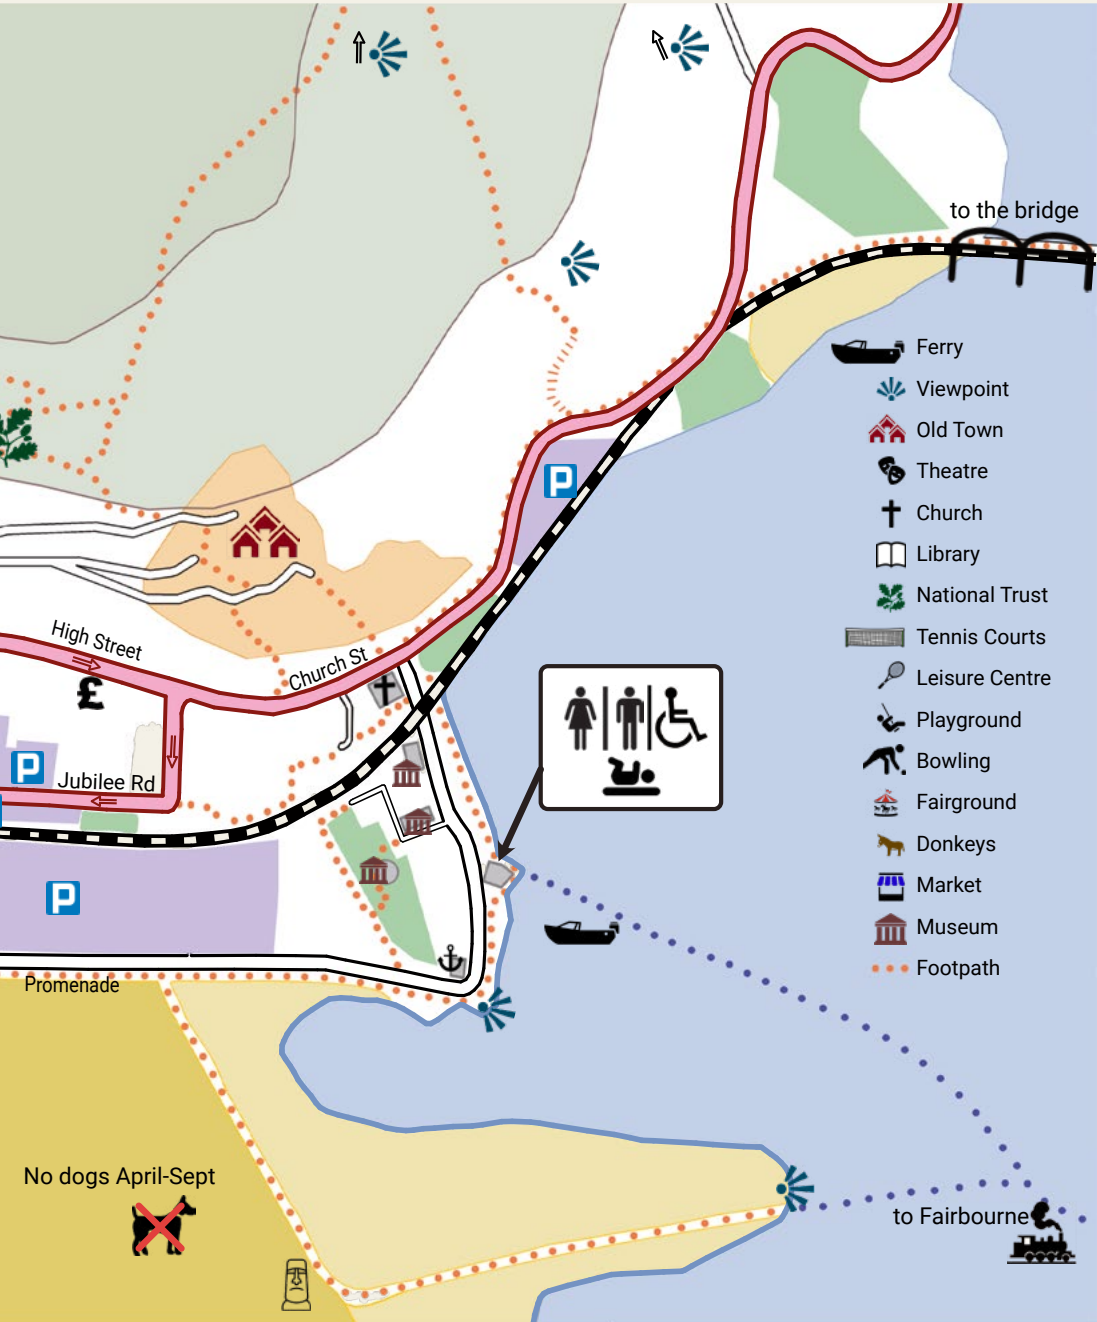 to the bridge
Ferry
Viewpoint
Old Town
Theatre
Church
Library
National Trust
Tennis Courts
Leisure Centre
Playground
Bowling
Fairground
Donkeys
Market
Museum
Footpath
P
High Street
Church St
£
P
Jubilee Rd
P
Promenade
No dogs April-Sept
to Fairbourne